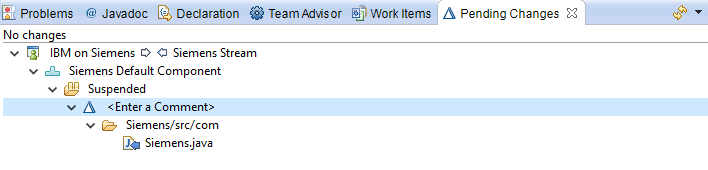 Problems @ Javadoc Declaration Team Advisor Work Items Pending Changes
No changes
IBM on Siemens Siemens Stream
Siemens Default Component
Suspended
<Enter a Comment>
Siemens/src/com
Siemens.java